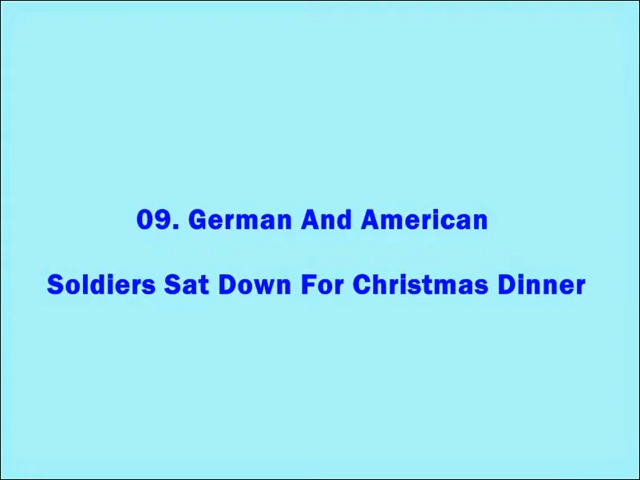 09. German And American
Soldiers Sat Down For Christmas Dinner